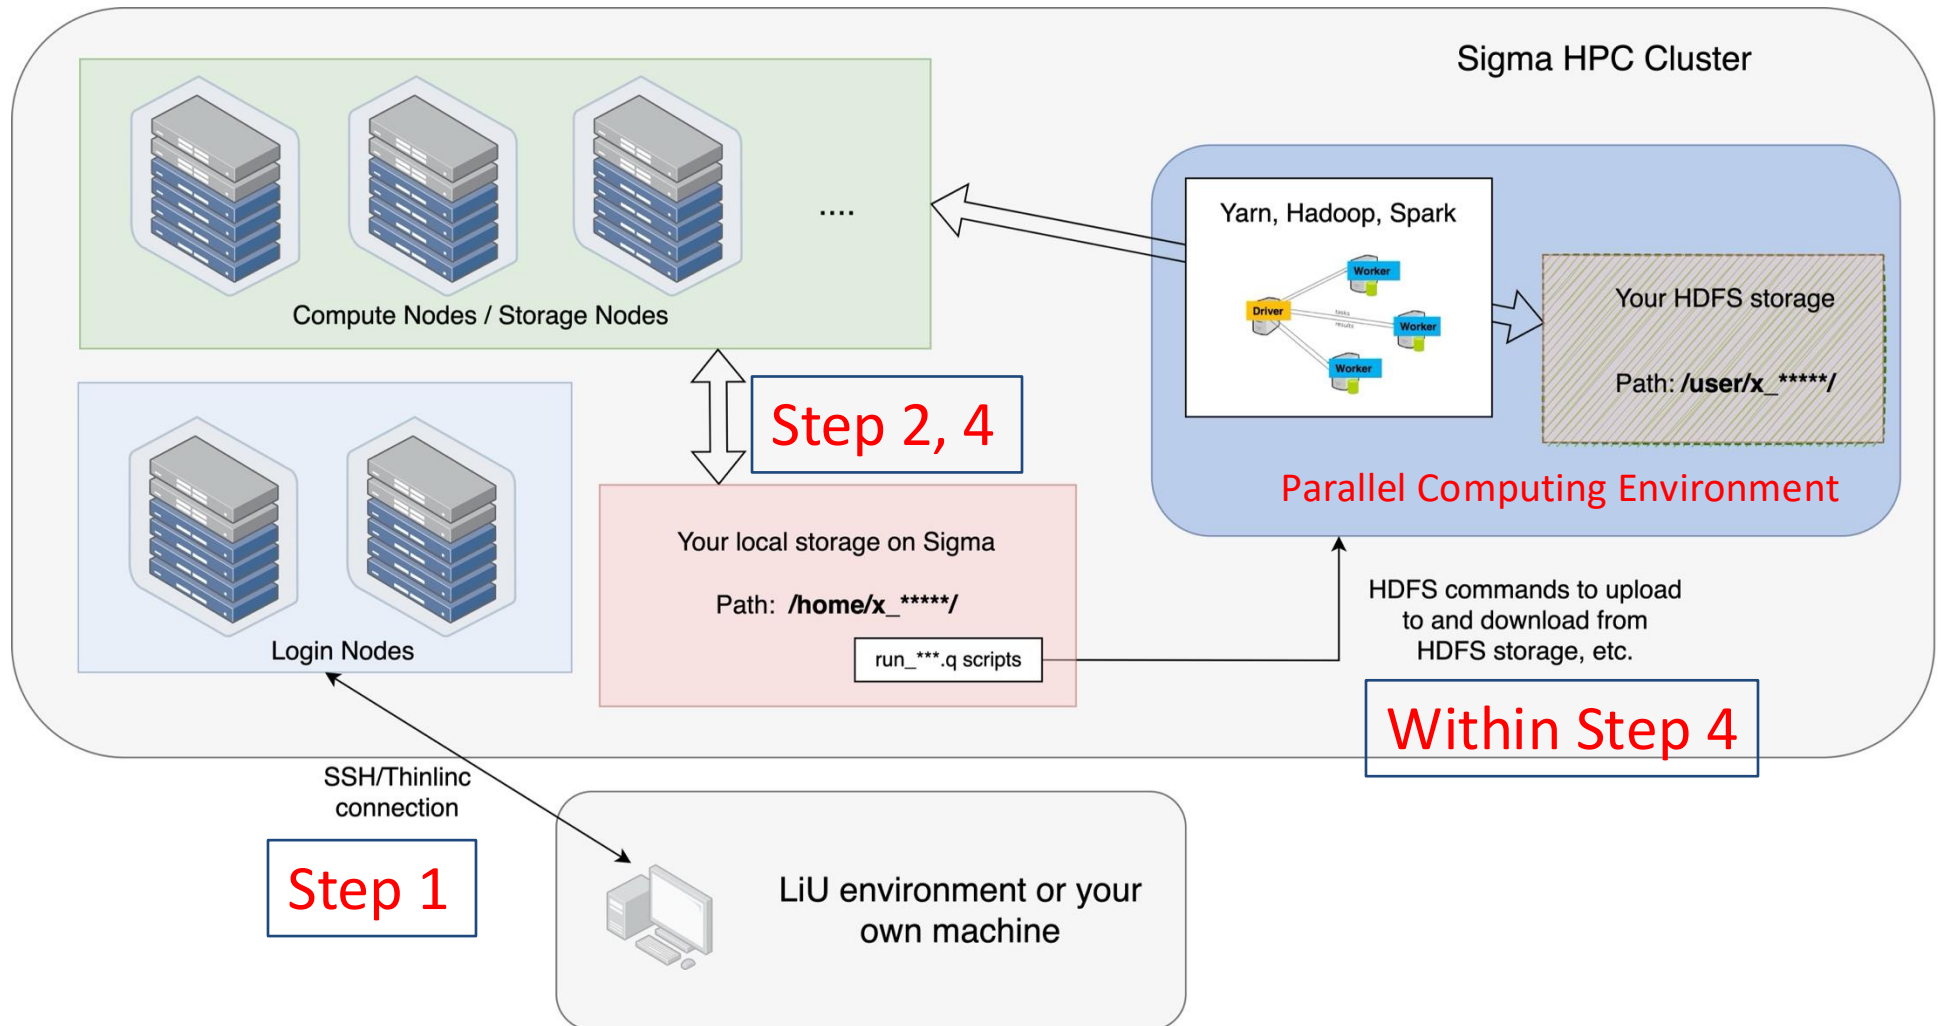 Sigma HPC Cluster
....
Compute Nodes / Storage Nodes
Yarn, Hadoop, Spark
Worker
Driver
tasks
results
Worker
Worker
Your HDFS storage
Path: /user/x_*****/
Parallel Computing Environment
Step 2, 4
Login Nodes
Your local storage on Sigma
Path: /home/x_*****/
run_***.q scripts
HDFS commands to upload
to and download from
HDFS storage, etc.
Within Step 4
SSH/Thinlinc
connection
Step 1
LiU environment or your
own machine